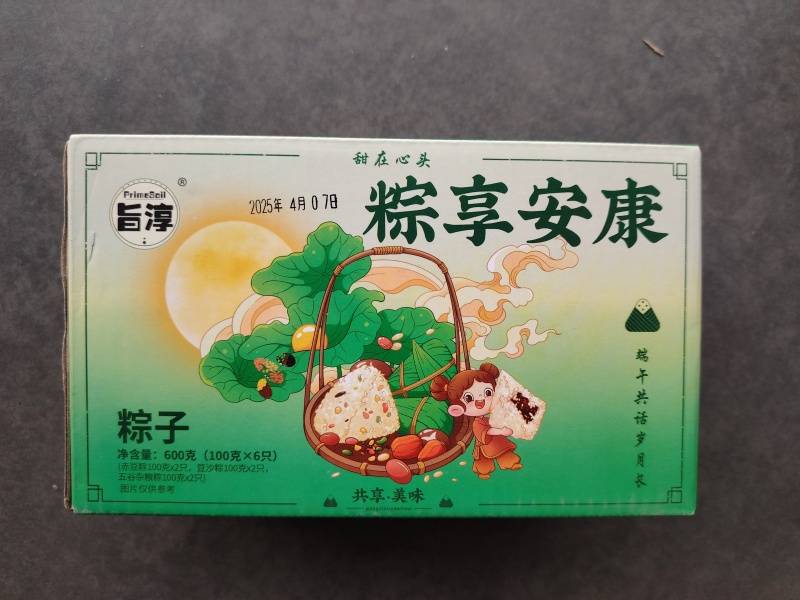 甜在心头
PrimeSoil
旨淳
®
2025年 4月07日
粽享安康
端午共话岁月长
粽子
净含量：600克（100克×6只）
(赤豆粽100克x2只，豆沙粽100克x2只，
五谷杂粮粽100克x2只)
图片仅供参考
共享·美味